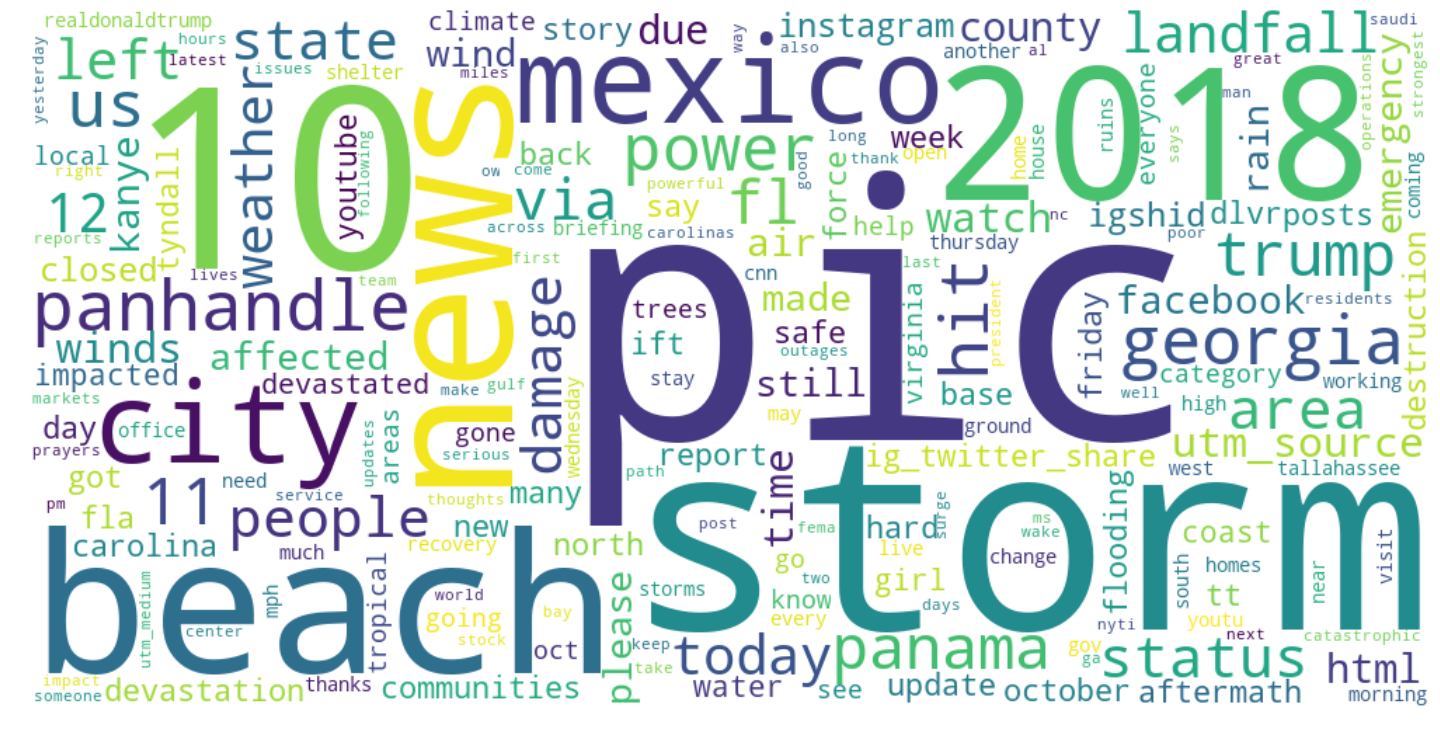 realdonaldtrump
climate
story
due
instagram
county
landfall
saudi
yesterday
left
hours
latest
state
wind
way
also
another
al
great
issues
shelter
miles
mexico
us
10
weather
news
2018
man
emergency
strongest
operations
local
right
kanye
tyndall
youtube
following
ow
back
come
power
long
week
open
thank
good
home
house
ruins
everyone
says
rain
coming
12
via
powerful
say
fl
force
help
watch
nc
igshid
dlvrposts
poor
reports
across
briefing
carolinas
thursday
closed
lives
team
first
air
cnn
last
trump
panhandle
damage
pic
trees
made
safe
outages
virginia
hit
president
friday
facebook
residents
destruction
winds
affected
ift
georgia
impacted
devastated
make
gulf
stay
still
base
well
category
working
markets
city
wednesday
may
high
area
day
office
updates
areas
gone
ground
prayers
serious
path
report
time
ig_twitter_share
utm_source
got
need
west
tallahassee
pm
11
service
thoughts
many
storm
fla
people
new
post
fema
hard
surge
ms
wake
flooding
coast
carolina
much
recovery
north
live
change
beach
utm_medium
mph
tropical
world
storms
go
two
girl
south
homes
near
visit
going
bay
please
know
days
tt
center
stock
every
nyti
youtu
oct
keep
today
panama
gov
next
catastrophic
impact
take
ga
status
html
someone
devastation
thanks
communities
water
see
update
october
aftermath
morning